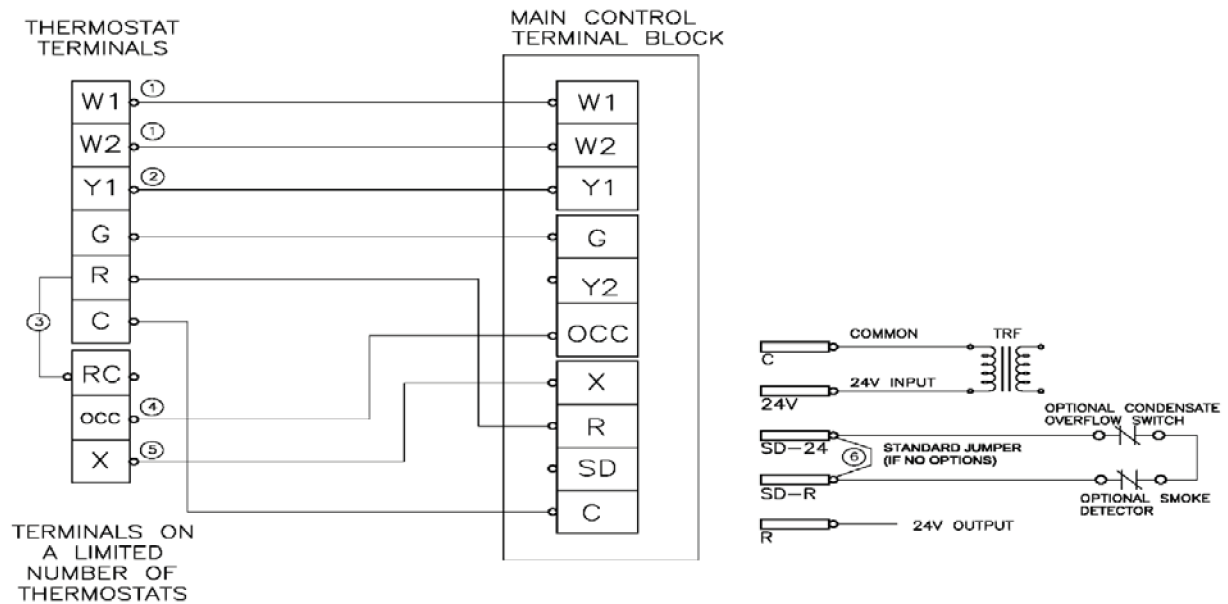 THERMOSTAT
TERMINALS
W1
①
W2
①
Y1
②
G
R
C
③
RC
OCC
④
X
⑤
TERMINALS ON
A LIMITED
NUMBER OF
THERMOSTATS
MAIN CONTROL
TERMINAL BLOCK
W1
W2
Y1
G
Y2
OCC
X
R
SD
C
COMMON
TRF
C
24V INPUT
24V
OPTIONAL CONDENSATE
OVERFLOW SWITCH
SD-24
⑥
STANDARD JUMPER
(IF NO OPTIONS)
SD-R
OPTIONAL SMOKE
DETECTOR
R
24V OUTPUT